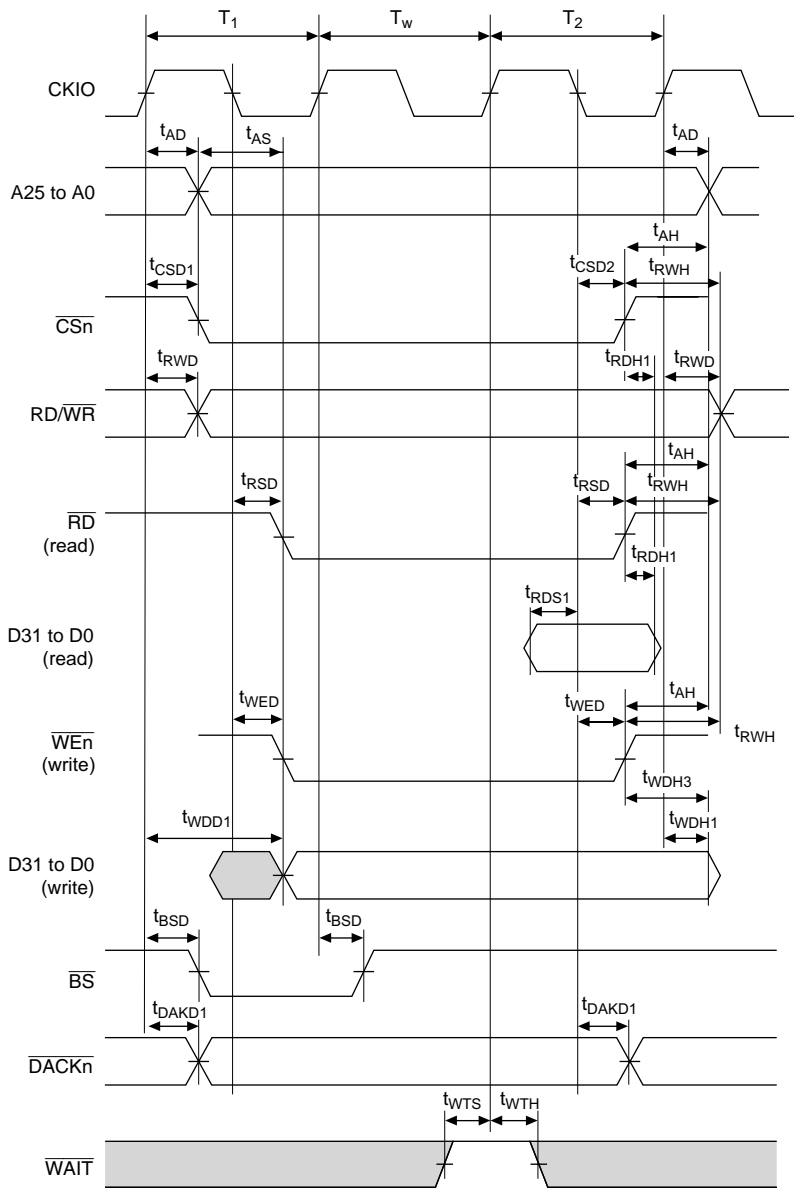 T1 Tw T2
CKIO
tAD tAS tAD
A25 to A0
tAH
tCSD1 tCSD2 tRWH
CSn
tRWD tRDH1 tRWD
RD/WR
tAH
tRSD tRSD tRWH
RD
(read)
tRDH1
tRDS1
D31 to D0
(read)
tAH
tWED tWED
tRWH
WEn
(write)
tWDH3
tWDD1 tWDH1
D31 to D0
(write)
tBSD tBSD
BS
tDAKD1 tDAKD1
DACKn
tWTS tWTH
WAIT